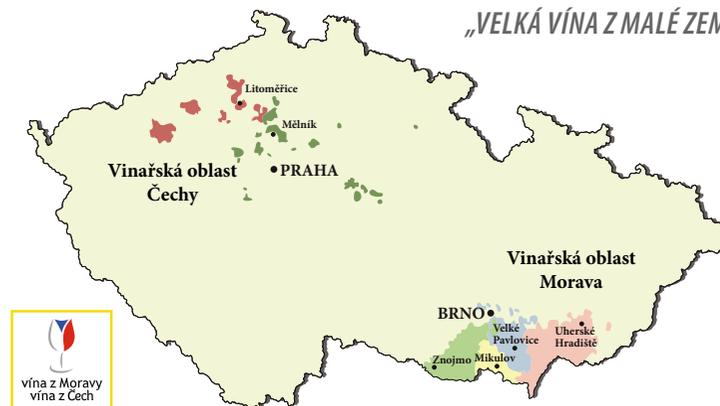 „VELKÁ VÍNA Z MALÉ ZEM
Litoměřice
Mělník
PRAHA
Vinařská oblast
Čechy
Vinařská oblast
Morava
BRNO
Velké
Pavlovice
Uherské
Hradiště
Znojmo
Mikulov
vína z Moravy
vína z Čech